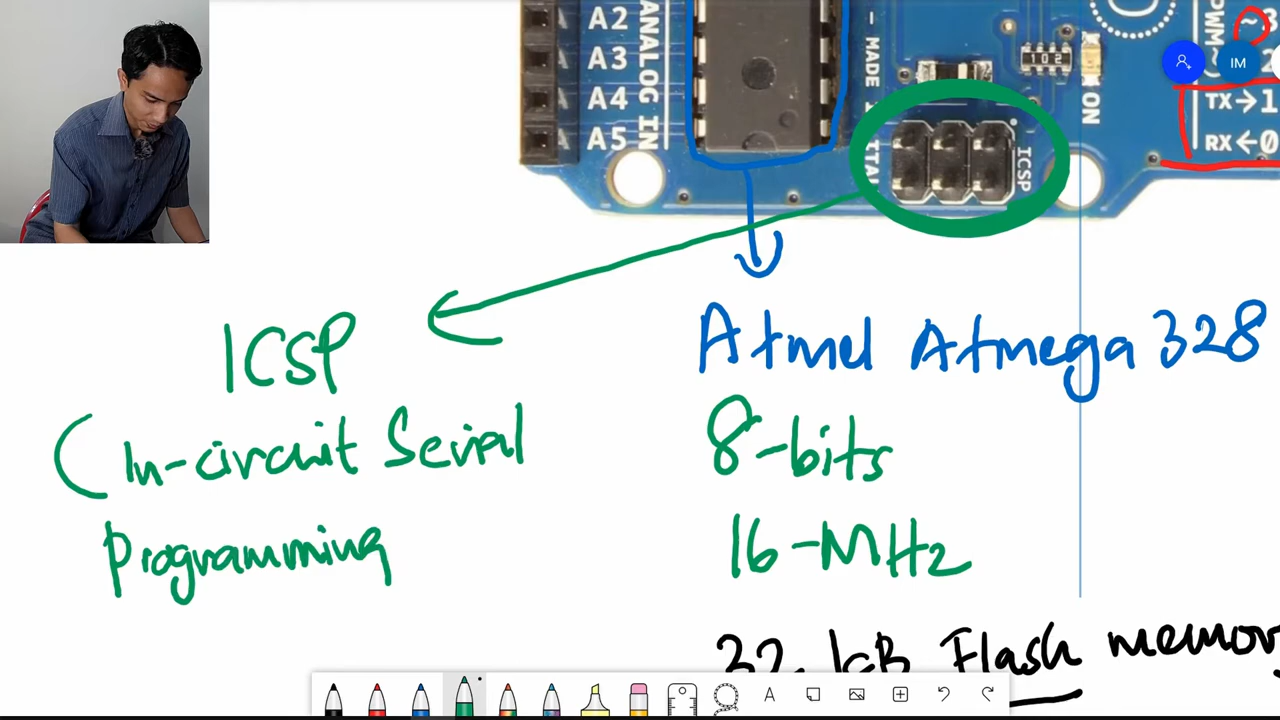 A2
A3
A4
A5
ANALOG IN
- MADE
ITAL
102
ON
ICSP
IM
TX→1
RX←0
ICSP
(In-circuit Serial
Programming
Atmel Atmega 328
8-bits
16-MHz
32 kB Flash memory
A